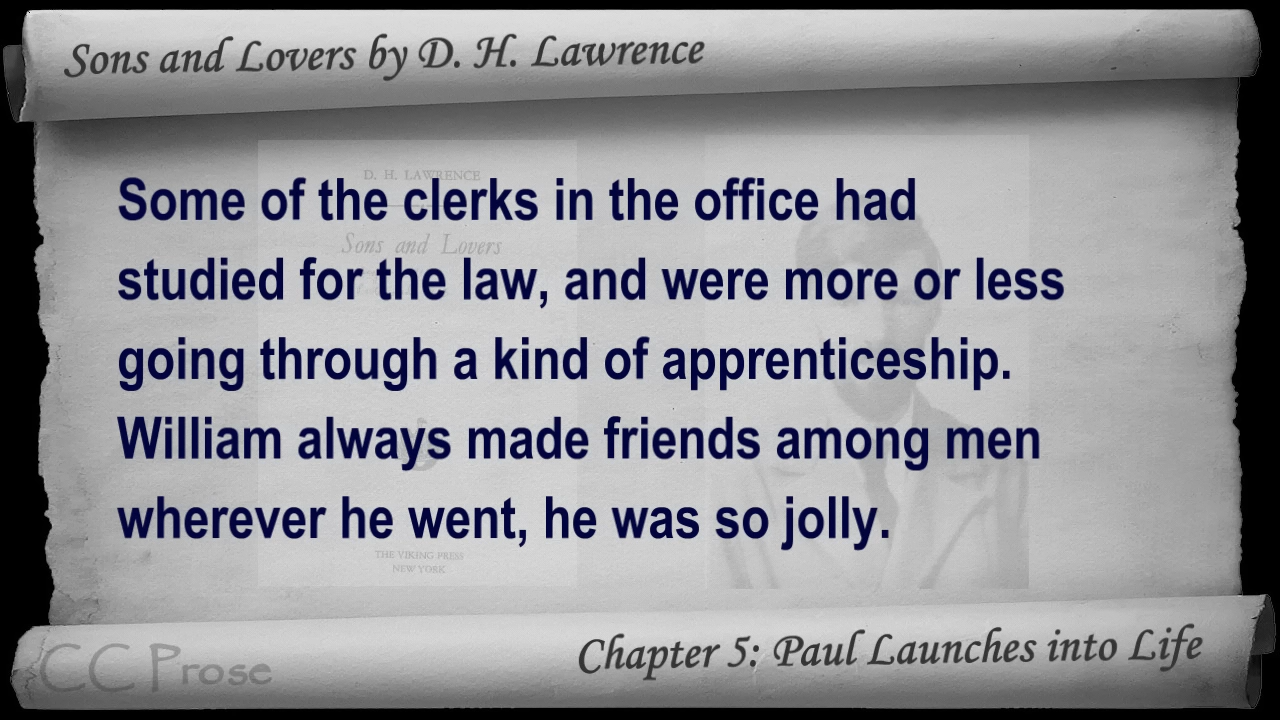 Sons and Lovers by D. H. Lawrence
D. H. LAWRENCE
Some of the clerks in the office had
Sons and Lovers
studied for the law, and were more or less
going through a kind of apprenticeship.
William always made friends among men
wherever he went, he was so jolly.
THE VIKING PRESS
NEW YORK
Chapter 5: Paul Launches into Life
CC Prose